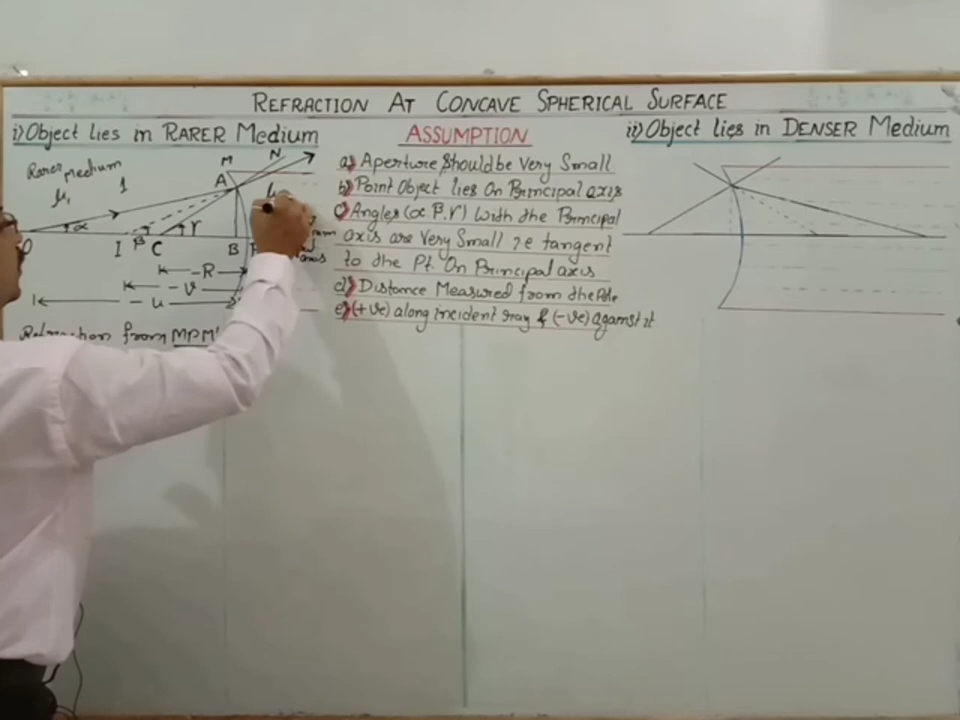 REFRACTION AT CONCAVE SPHERICAL SURFACE
i) Object Lies in RARER Medium
Rarer medium
μ₁
1
M
N
A
O
α
I
β
C
γ
B
P
-R
-v
-u
axis
Refraction from MPM'
ASSUMPTION
a) Aperture Should be Very Small
b) Point Object lies On Principal axis
c) Angles (α β, γ) With the Principal
axis are Very Small i.e tangent
to the Pt. On Principal axis
d) Distance Measured from the Pole
e) (+ve) along incident ray & (-ve) against it
ii) Object lies in DENSER Medium